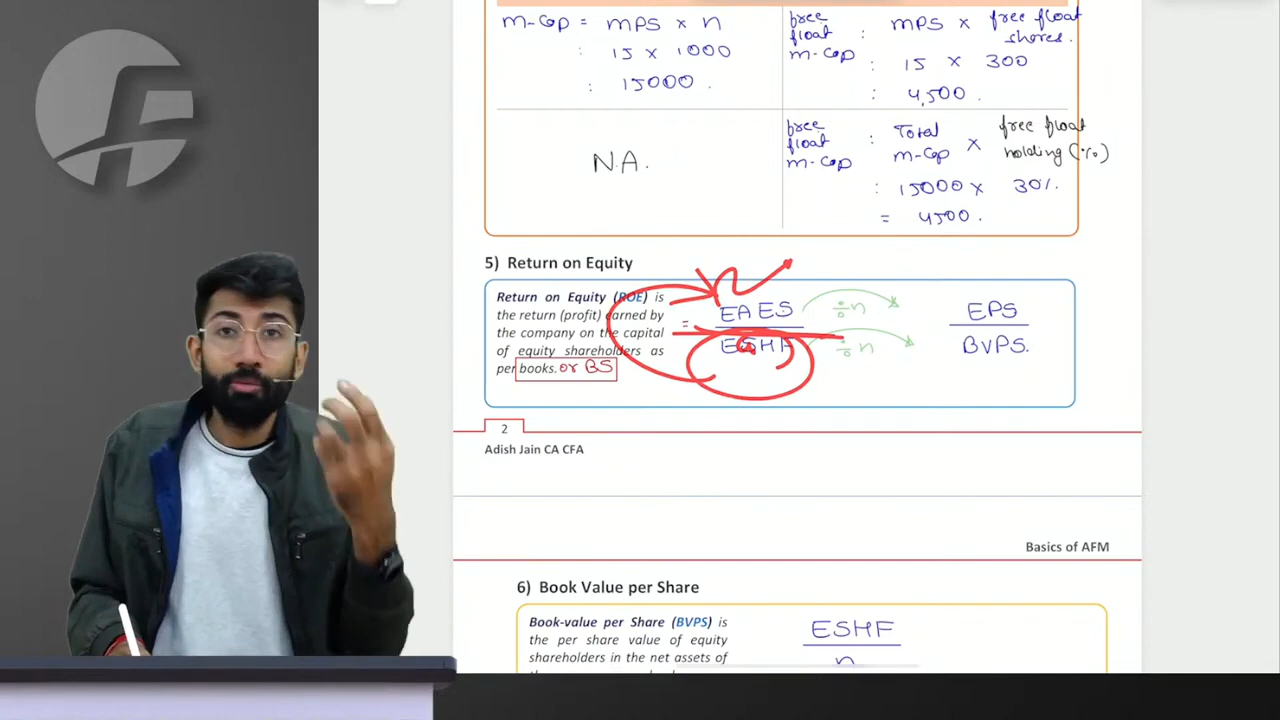 m-Cap = MPS × n
: 15 × 1000
: 15000 .
free float m-Cap : MPS × free float shares.
: 15 × 300
: 4,500 .
N.A.
free float m-Cap : Total m-Cap × free float holding (%)
: 15000 × 30%
= 4500 .
5) Return on Equity
Return on Equity (ROE) is
the return (profit) earned by
the company on the capital
of equity shareholders as
per books. or BS
= EAES
ESHF
÷ n
÷ n
EPS
BVPS.
2
Adish Jain CA CFA
Basics of AFM
6) Book Value per Share
Book-value per Share (BVPS) is
the per share value of equity
shareholders in the net assets of
ESHF
n